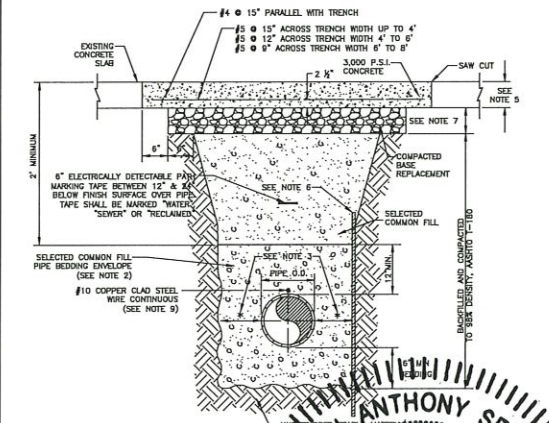 #4 @ 15" PARALLEL WITH TRENCH
#5 @ 15" ACROSS TRENCH WIDTH UP TO 4'
#5 @ 12" ACROSS TRENCH WIDTH 4' TO 6'
#5 @ 9" ACROSS TRENCH WIDTH 6' TO 8'
EXISTING
CONCRETE
SLAB
2 ½"
3,000 P.S.I.
CONCRETE
SAW CUT
SEE
NOTE 5
SEE NOTE 7
6"
2' MINIMUM
COMPACTED
BASE
REPLACEMENT
6" ELECTRICALLY DETECTABLE
MARKING TAPE BETWEEN 12" &
BELOW FINISH SURFACE OVER PIPE
TAPE SHALL BE MARKED "WATER,
"SEWER" OR "RECLAIMED
SEE NOTE 6
SELECTED
COMMON FILL
SELECTED COMMON FILL
PIPE BEDDING ENVELOPE
(SEE NOTE 2)
SEE NOTE 3
PIPE O.D.
12" MIN.
#10 COPPER CLAD STEEL
WIRE CONTINUOUS
(SEE NOTE 9)
BACKFILLED AND COMPACTED
TO 98% DENSITY, AASHTO T-180
6" MIN
BEDDING
ANTHONY